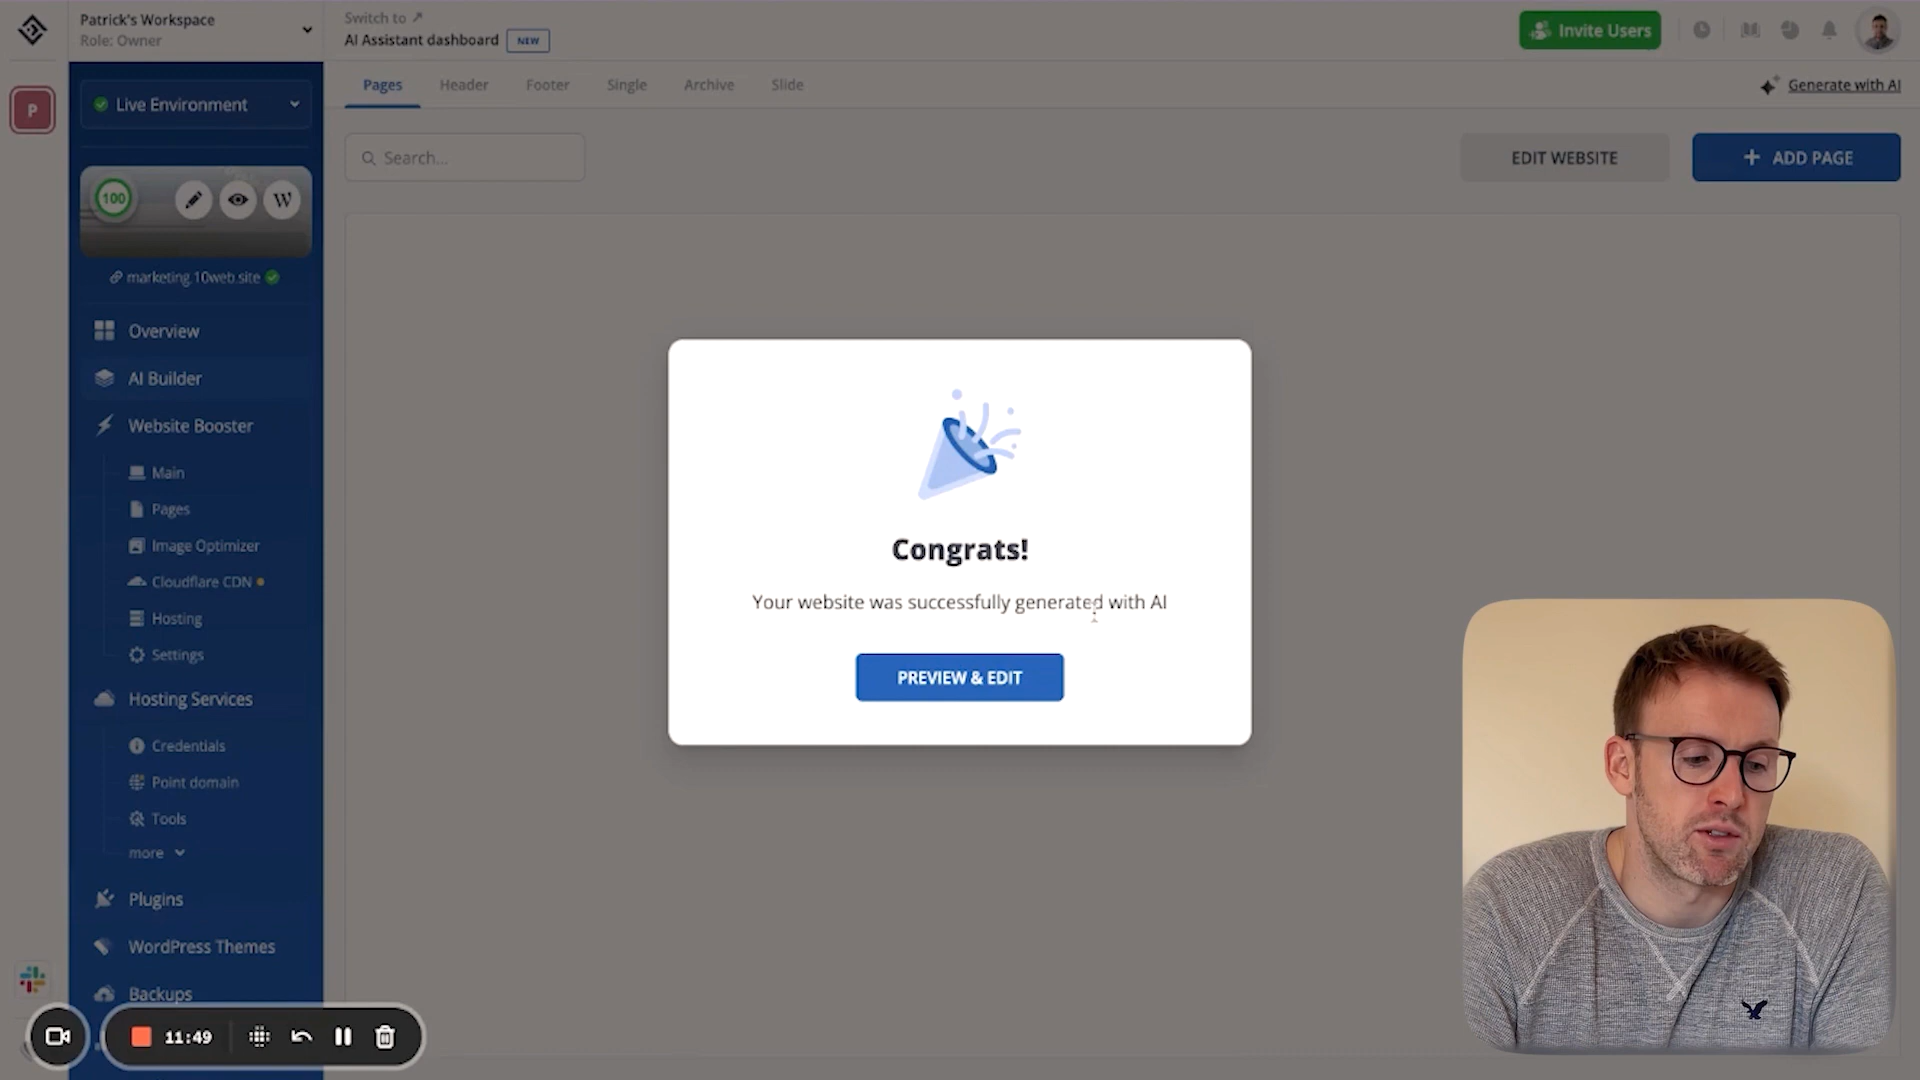 Patrick's Workspace
Role: Owner
Switch to
AI Assistant dashboard NEW
Invite Users
P
Live Environment
Pages Header Footer Single Archive Slide
Generate with AI
Search...
EDIT WEBSITE
+ ADD PAGE
100
W
marketing.10web.site
Overview
AI Builder
Website Booster
Main
Pages
Image Optimizer
Cloudflare CDN
Hosting
Settings
Hosting Services
Credentials
Point domain
Tools
more
Plugins
WordPress Themes
Backups
Congrats!
Your website was successfully generated with AI
PREVIEW & EDIT
11:49